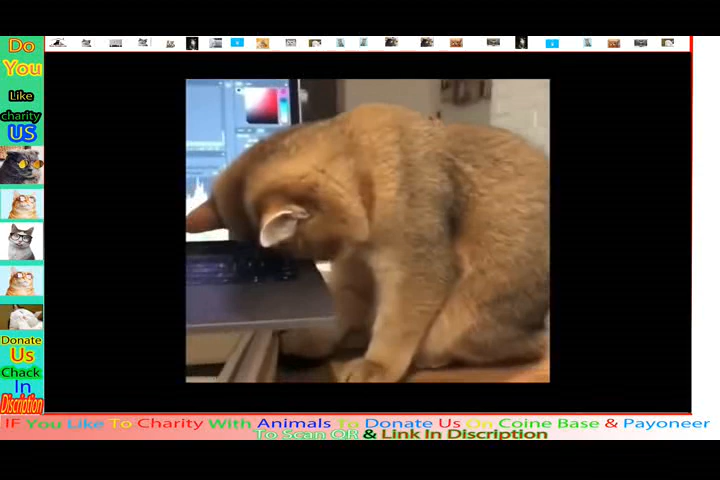 Do
You
Like
charity
US
Donate
Us
Chack
In
Discription
IF You Like To Charity With Animals To Donate Us On Coine Base & Payoneer
To Scan QR & Link In Discription